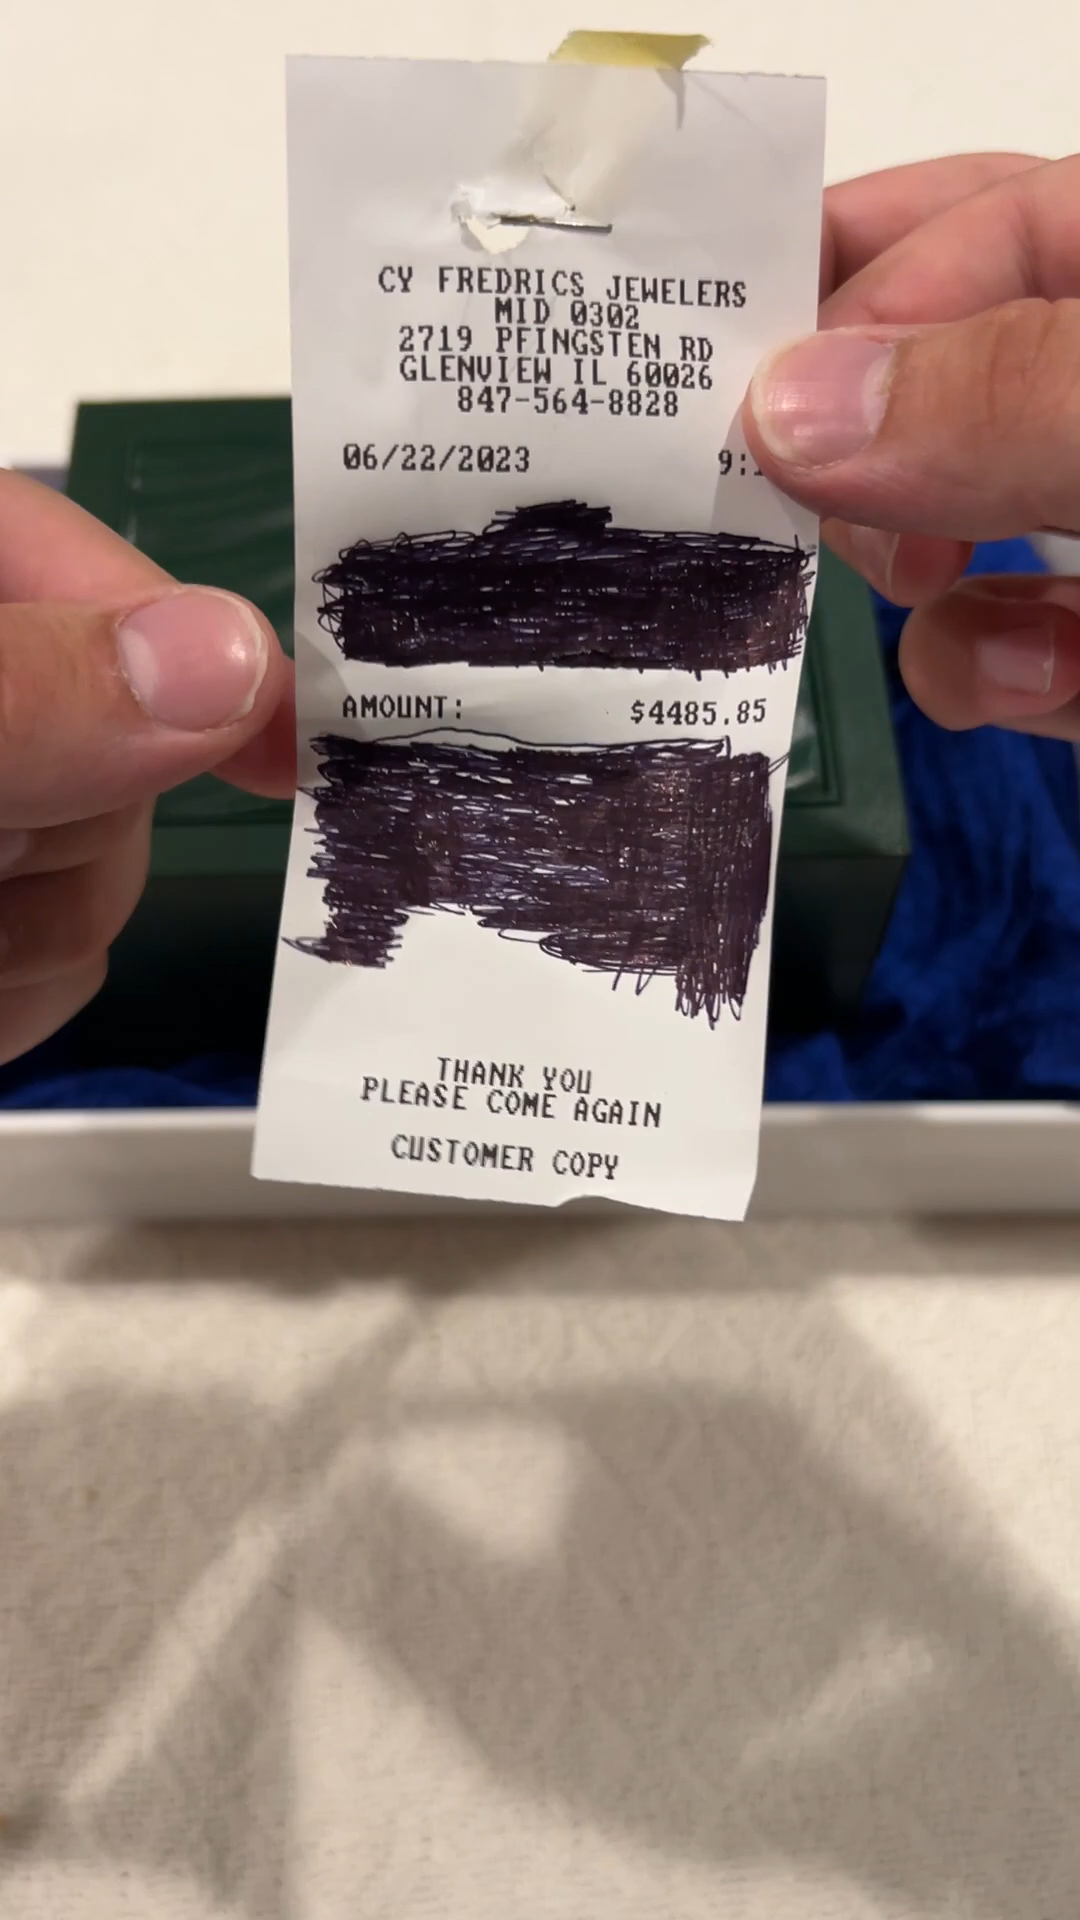 CY FREDRICS JEWELERS
MID 0302
2719 PFINGSTEN RD
GLENVIEW IL 60026
847-564-8828
06/22/2023
AMOUNT: $4485.85
THANK YOU
PLEASE COME AGAIN
CUSTOMER COPY